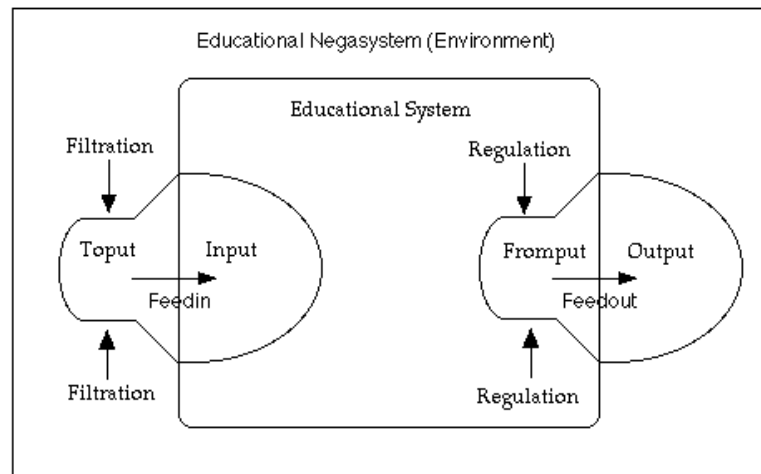 Educational Negasystem (Environment)
Educational System
Filtration
Regulation
Toput
Input
Fromput
Output
Feedin
Feedout
Filtration
Regulation